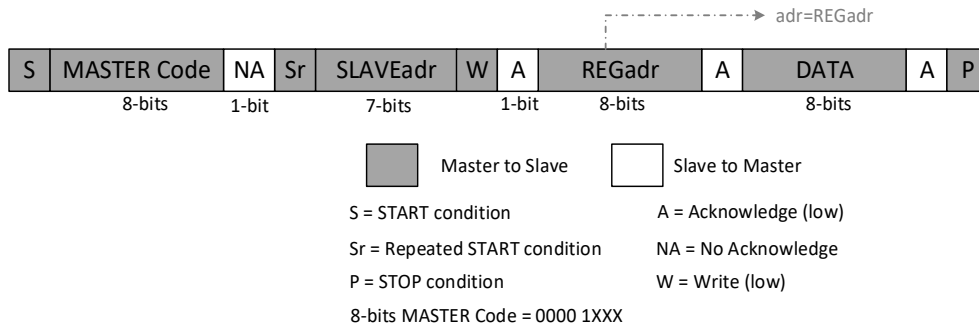 adr=REGadr
S MASTER Code NA Sr SLAVEadr W A REGadr A DATA A P
8-bits 1-bit 7-bits 1-bit 8-bits 8-bits
Master to Slave Slave to Master
S = START condition A = Acknowledge (low)
Sr = Repeated START condition NA = No Acknowledge
P = STOP condition W = Write (low)
8-bits MASTER Code = 0000 1XXX